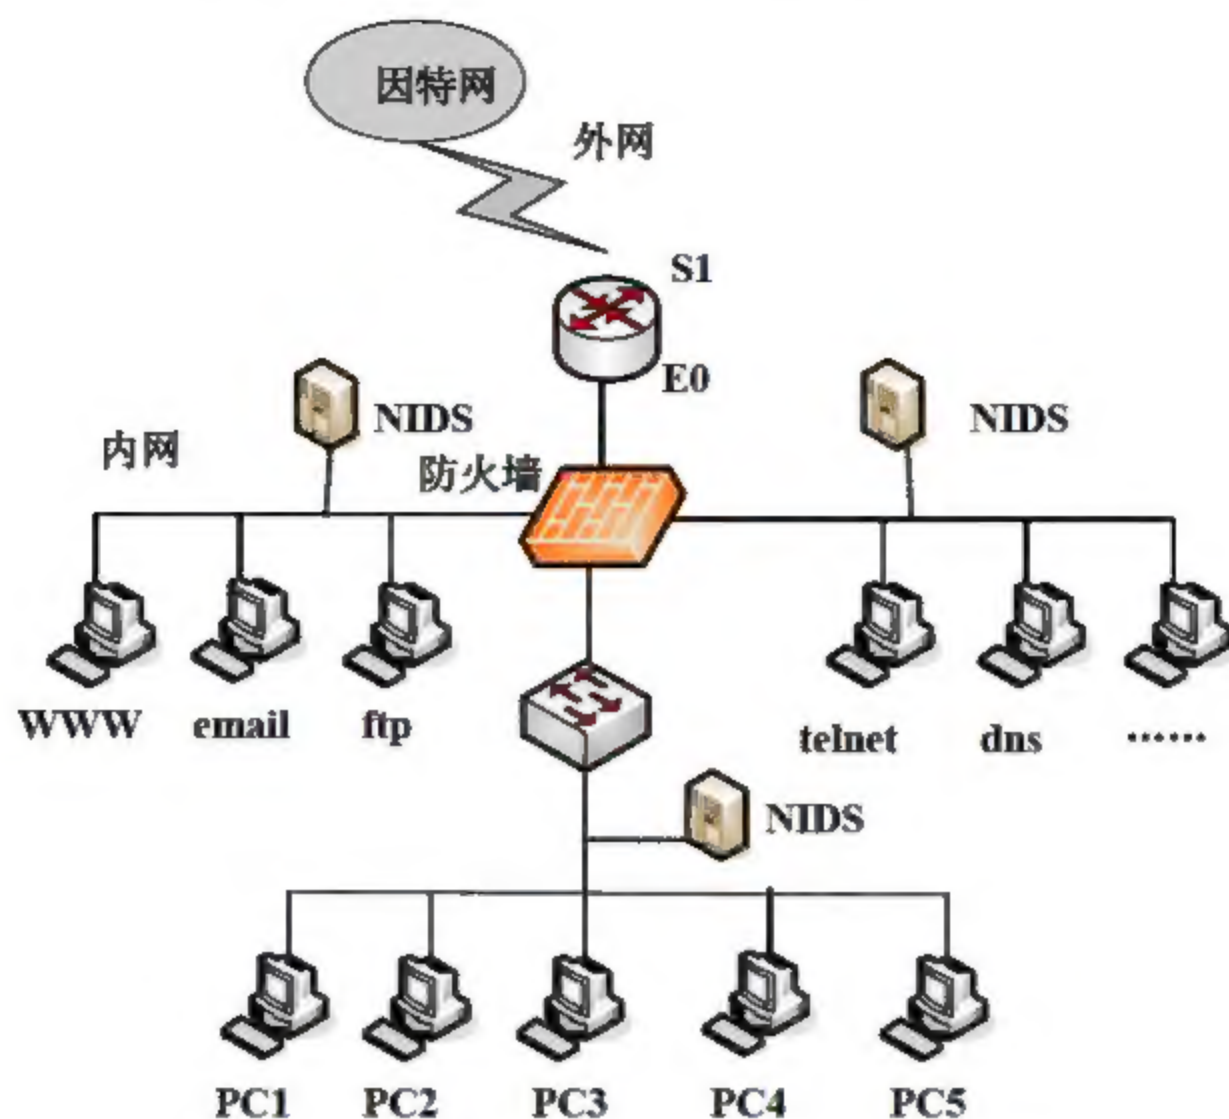 因特网
外网
S1
E0
NIDS
NIDS
内网
防火墙
WWW
email
ftp
telnet
dns
······
NIDS
PC1
PC2
PC3
PC4
PC5